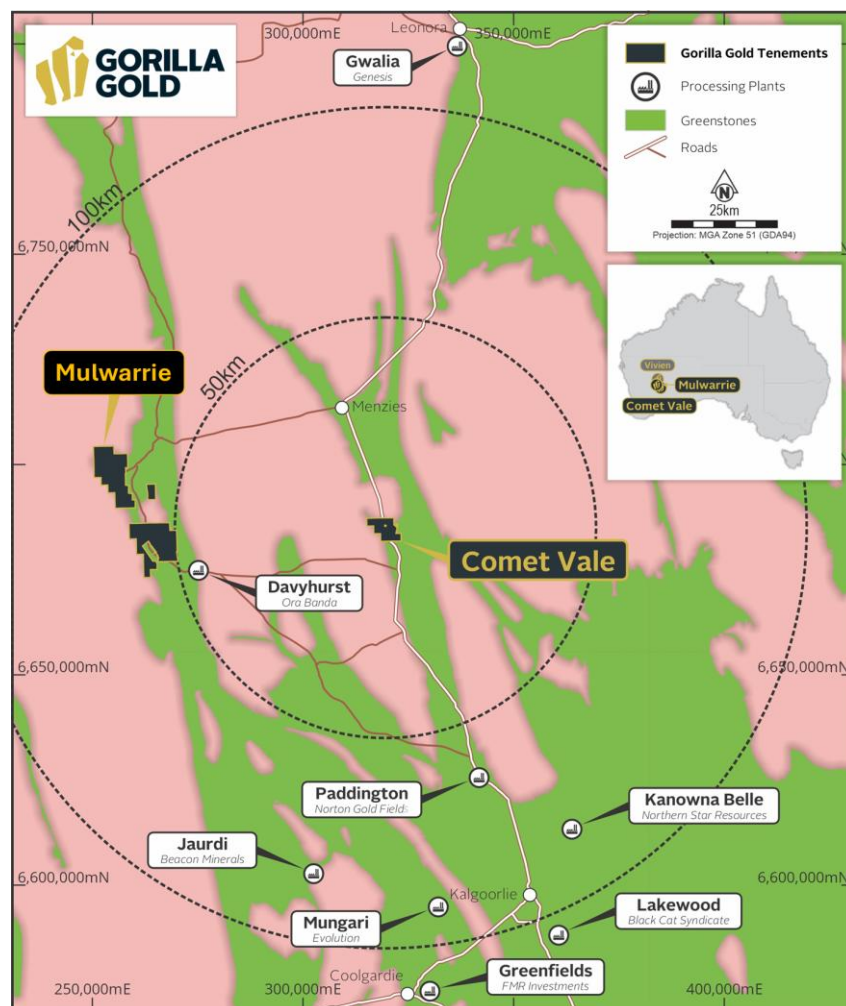 GORILLA
GOLD
300,000mE
350,000mE
Leonora
Gwalia
Genesis
Gorilla Gold Tenements
Processing Plants
Greenstones
Roads
N
25km
Projection: MGA Zone 51 (GDA94)
100km
6,750,000mN
Vivien
Mulwarrie
Comet Vale
Mulwarrie
50km
Menzies
Comet Vale
Davyhurst
Ora Banda
6,650,000mN
6,650,000mN
Paddington
Norton Gold Fields
Kanowna Belle
Northern Star Resources
Jaurdi
Beacon Minerals
6,600,000mN
6,600,000mN
Kalgoorlie
Mungari
Evolution
Lakewood
Black Cat Syndicate
Coolgardie
Greenfields
FMR Investments
250,000mE
300,000mE
400,000mE